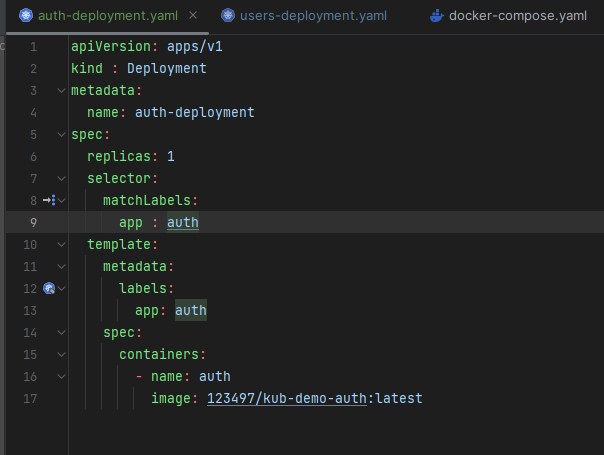 auth-deployment.yaml × users-deployment.yaml docker-compose.yaml
1 apiVersion: apps/v1
2 kind : Deployment
3 metadata:
4   name: auth-deployment
5 spec:
6   replicas: 1
7   selector:
8     matchLabels:
9       app : auth
10   template:
11     metadata:
12       labels:
13         app: auth
14     spec:
15       containers:
16         - name: auth
17           image: 123497/kub-demo-auth:latest